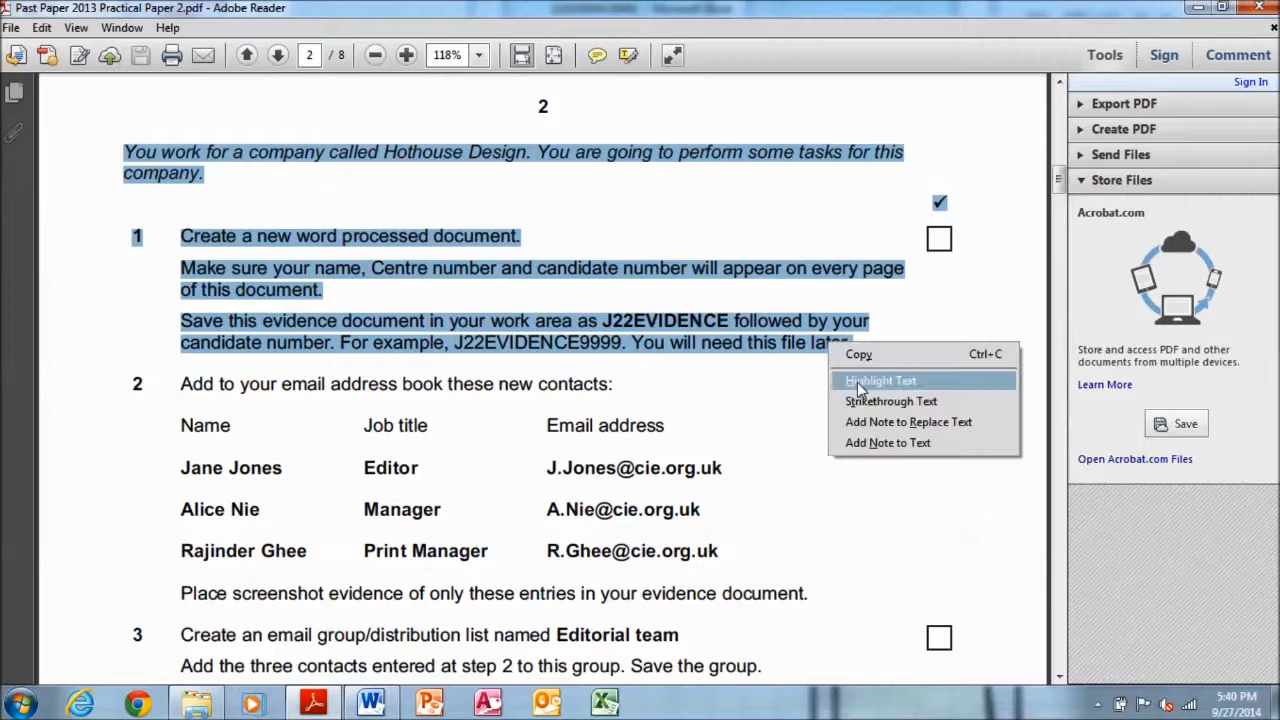 Past Paper 2013 Practical Paper 2.pdf - Adobe Reader
File Edit View Window Help
2 / 8 118% Tools Sign Comment
Sign In
Export PDF
Create PDF
Send Files
Store Files
Acrobat.com
Store and access PDF and other
documents from multiple devices.
Learn More
Save
Open Acrobat.com Files
2
You work for a company called Hothouse Design. You are going to perform some tasks for this
company.
✓
1 Create a new word processed document.
Make sure your name, Centre number and candidate number will appear on every page
of this document.
Save this evidence document in your work area as J22EVIDENCE followed by your
candidate number. For example, J22EVIDENCE9999. You will need this file later.
Copy Ctrl+C
Highlight Text
Strikethrough Text
Add Note to Replace Text
Add Note to Text
2 Add to your email address book these new contacts:
Name Job title Email address
Jane Jones Editor J.Jones@cie.org.uk
Alice Nie Manager A.Nie@cie.org.uk
Rajinder Ghee Print Manager R.Ghee@cie.org.uk
Place screenshot evidence of only these entries in your evidence document.
3 Create an email group/distribution list named Editorial team
Add the three contacts entered at step 2 to this group. Save the group.
5:40 PM
9/27/2014